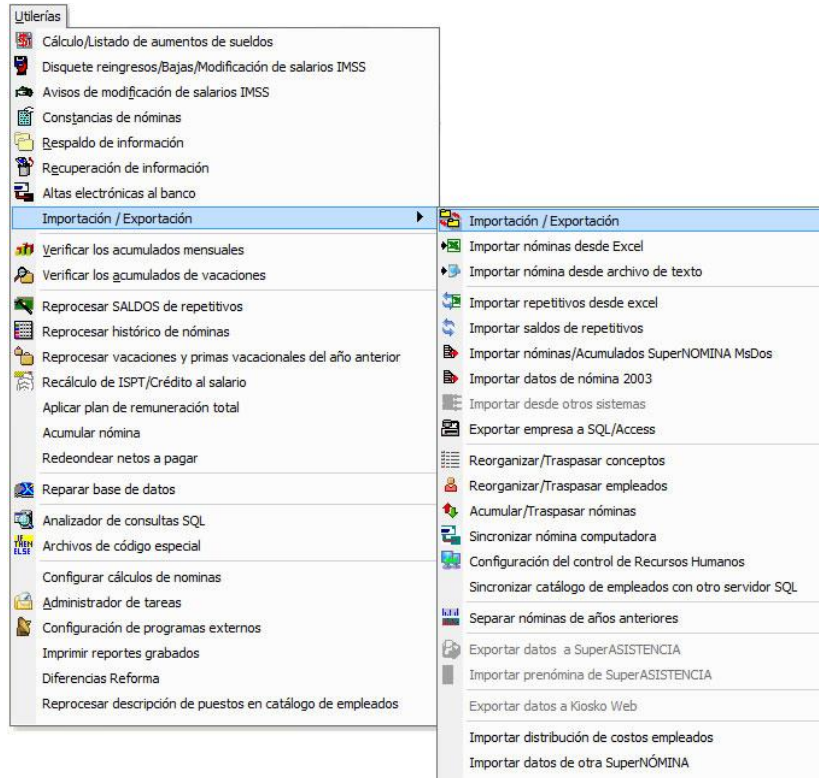 Utilerías
Cálculo/Listado de aumentos de sueldos
Disquete reingresos/Bajas/Modificación de salarios IMSS
Avisos de modificación de salarios IMSS
Constancias de nóminas
Respaldo de información
Recuperación de información
Altas electrónicas al banco
Importación / Exportación
Verificar los acumulados mensuales
Verificar los acumulados de vacaciones
Reprocesar SALDOS de repetitivos
Reprocesar histórico de nóminas
Reprocesar vacaciones y primas vacacionales del año anterior
Recálculo de ISPT/Crédito al salario
Aplicar plan de remuneración total
Acumular nómina
Redeondear netos a pagar
Reparar base de datos
Analizador de consultas SQL
IF THEN ELSE Archivos de código especial
Configurar cálculos de nominas
Administrador de tareas
Configuración de programas externos
Imprimir reportes grabados
Diferencias Reforma
Reprocesar descripción de puestos en catálogo de empleados
Importación / Exportación
Importar nóminas desde Excel
Importar nómina desde archivo de texto
Importar repetitivos desde excel
Importar saldos de repetitivos
Importar nóminas/Acumulados SuperNOMINA MsDos
Importar datos de nómina 2003
Importar desde otros sistemas
Exportar empresa a SQL/Access
Reorganizar/Traspasar conceptos
Reorganizar/Traspasar empleados
Acumular/Traspasar nóminas
Sincronizar nómina computadora
Configuración del control de Recursos Humanos
Sincronizar catálogo de empleados con otro servidor SQL
Separar nóminas de años anteriores
Exportar datos a SuperASISTENCIA
Importar prenómina de SuperASISTENCIA
Exportar datos a Kiosko Web
Importar distribución de costos empleados
Importar datos de otra SuperNÓMINA